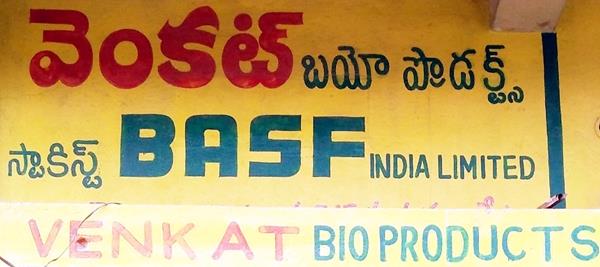 వెంకట్ బయో ప్రొడక్ట్స్
స్టాకిస్ట్ BASF INDIA LIMITED
VENKAT BIO PRODUCTS